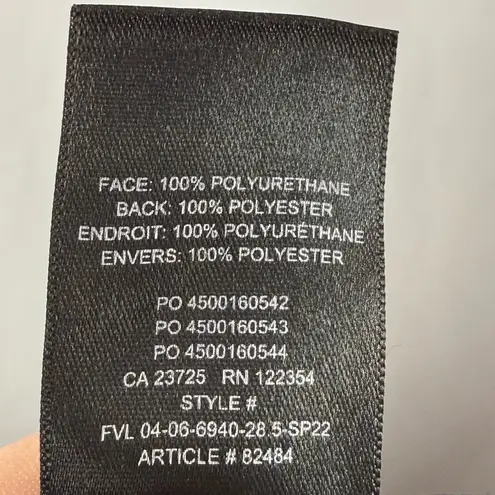 FACE: 100% POLYURETHANE
BACK: 100% POLYESTER
ENDROIT: 100% POLYURÉTHANE
ENVERS: 100% POLYESTER
PO 4500160542
PO 4500160543
PO 4500160544
CA 23725 RN 122354
STYLE #
FVL 04-06-6940-28.5-SP22
ARTICLE # 82484